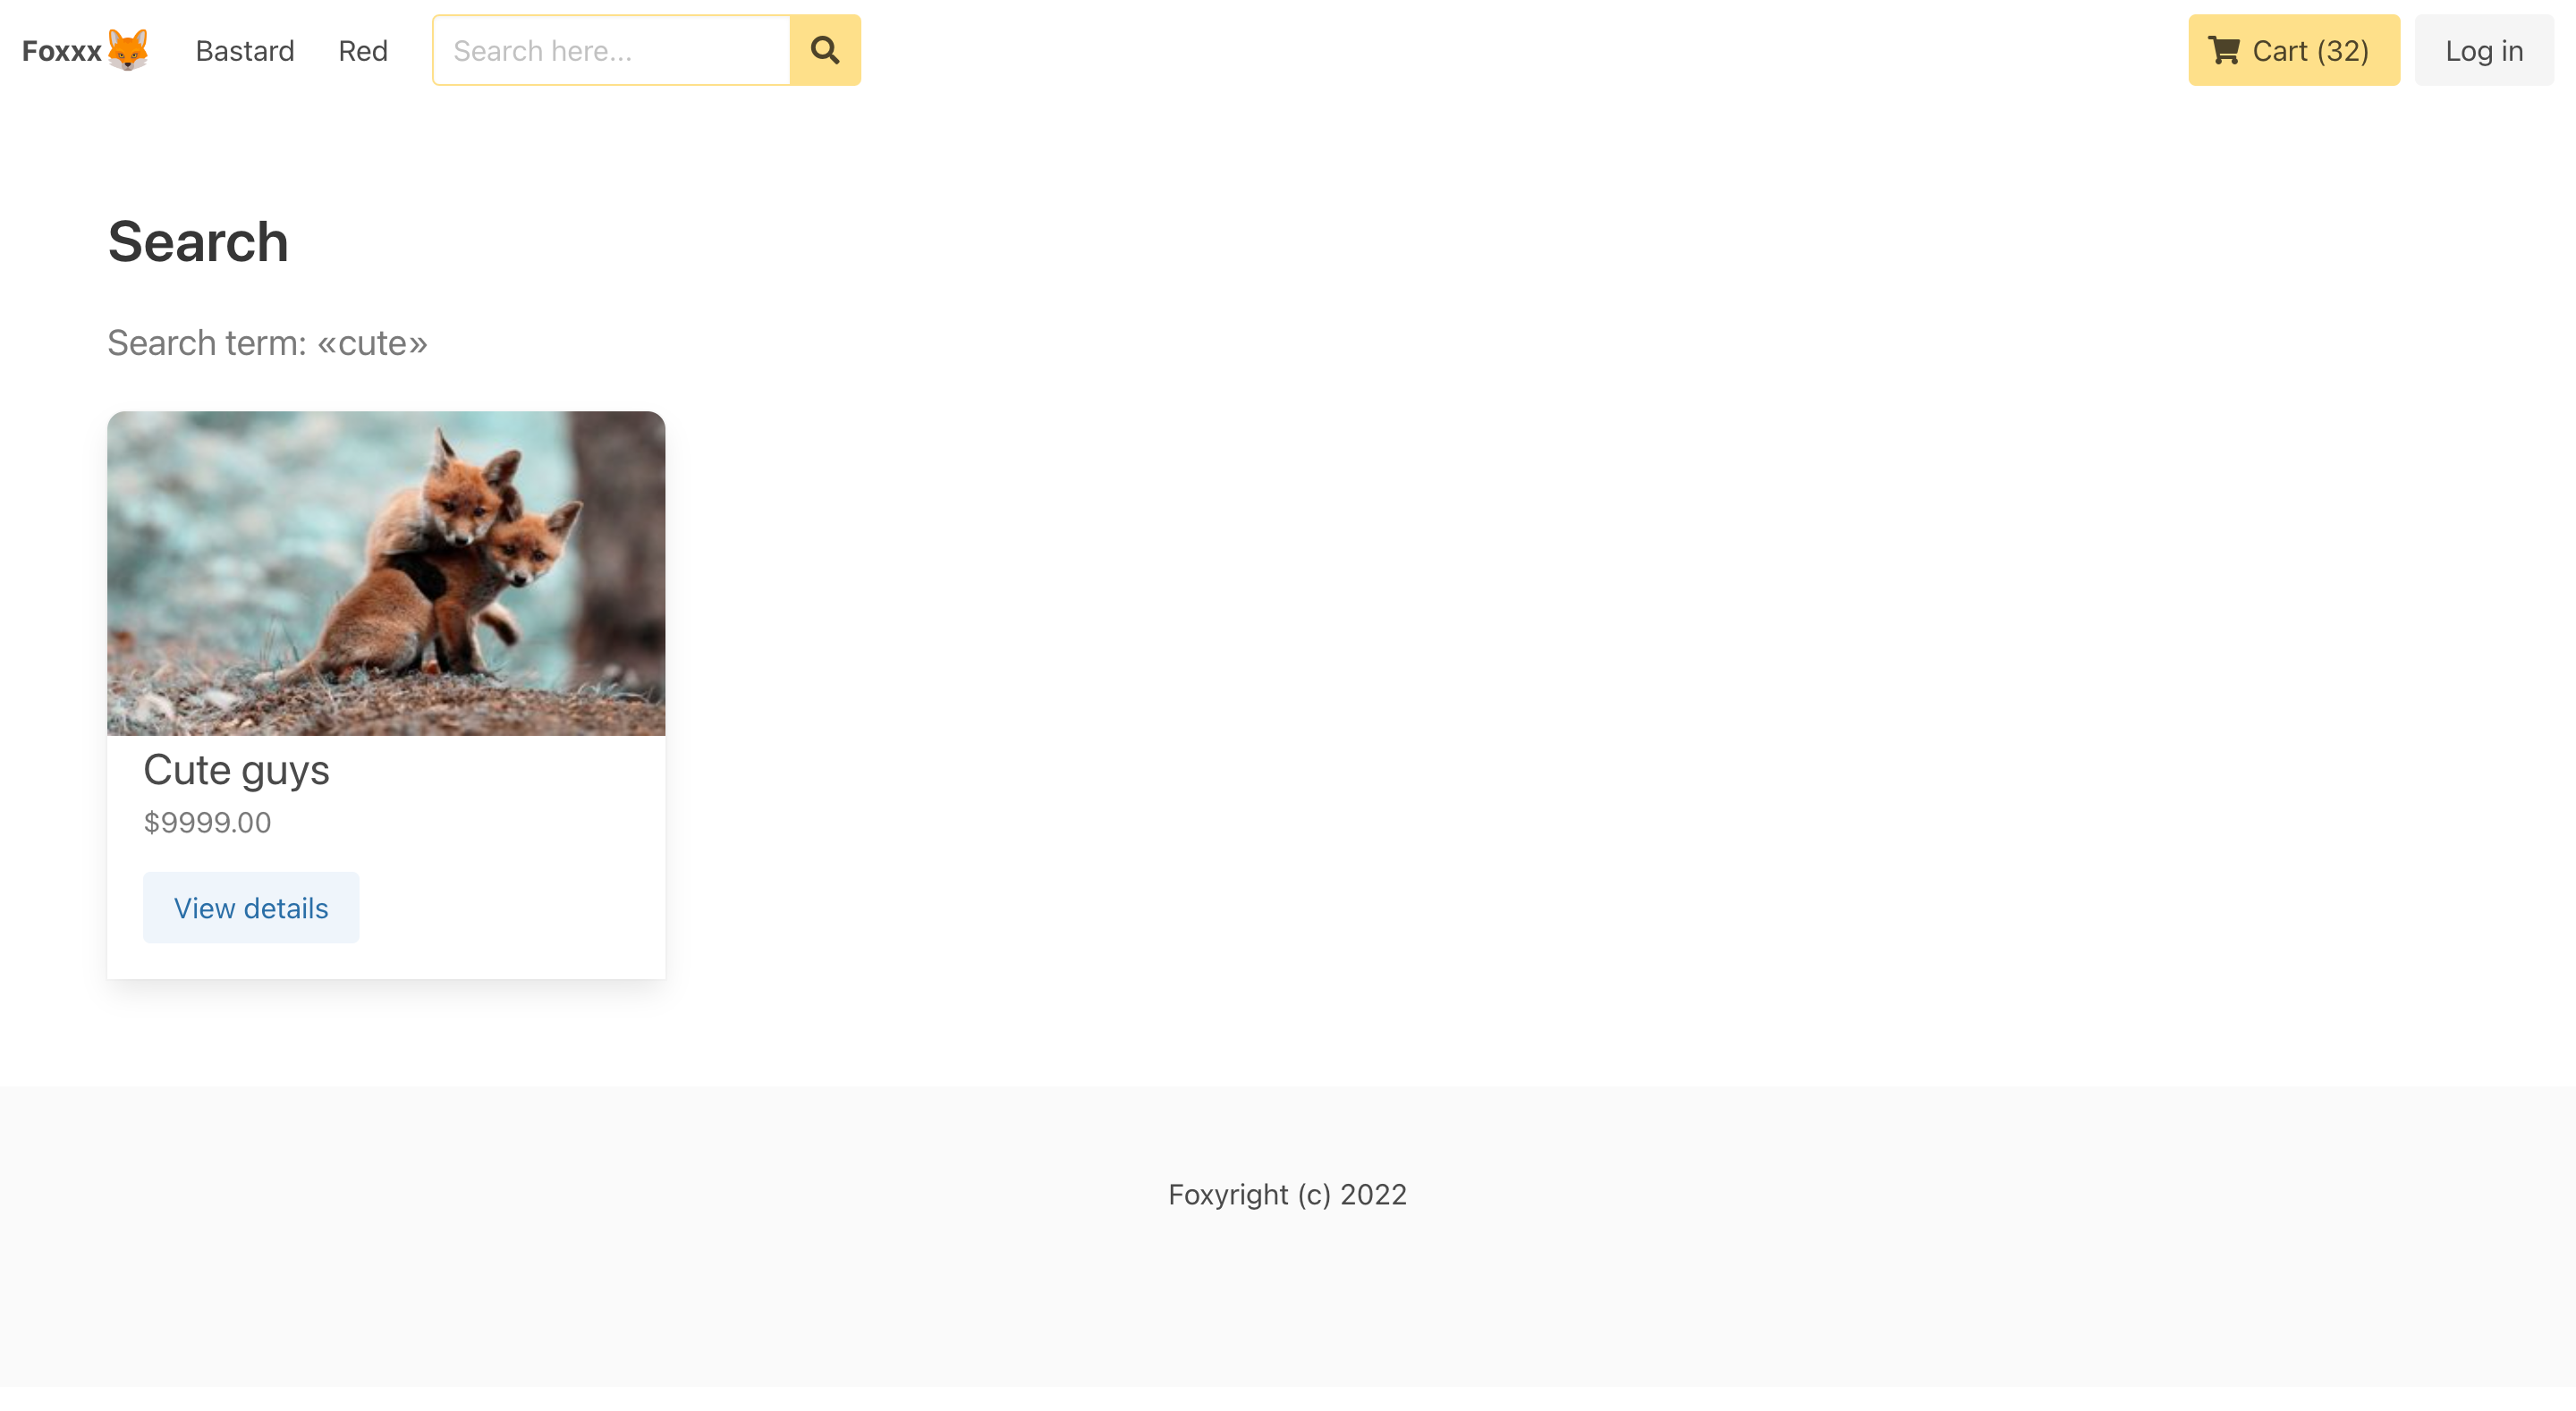 Foxxx Bastard Red Search here... Cart (32) Log in
Search
Search term: «cute»
Cute guys
$9999.00
View details
Foxyright (c) 2022